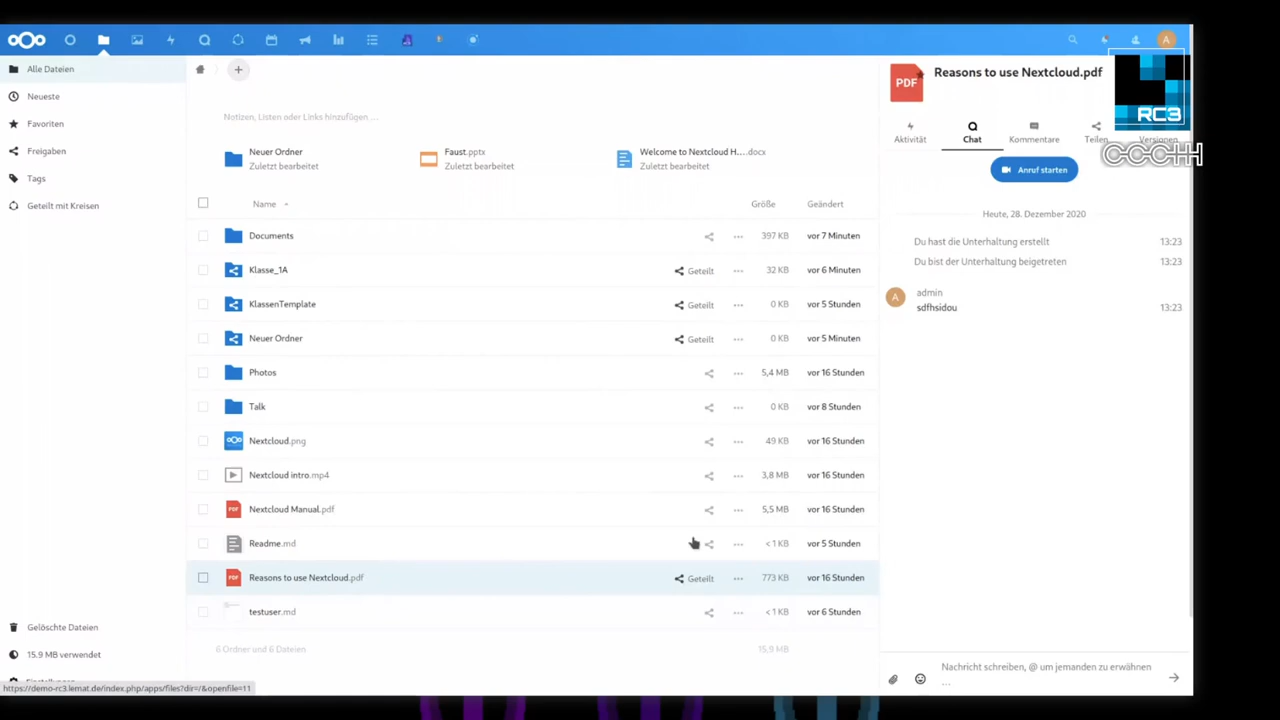 Alle Dateien
Neueste
Favoriten
Freigaben
Tags
Geteilt mit Kreisen
Gelöschte Dateien
15.9 MB verwendet
https://demo-rc3.lemat.de/index.php/apps/files?dir=/&openfile=11
Notizen, Listen oder Links hinzufügen ...
Neuer Ordner
Zuletzt bearbeitet
Faust.pptx
Zuletzt bearbeitet
Welcome to Nextcloud H... .docx
Zuletzt bearbeitet
Name Größe Geändert
Documents 397 KB vor 7 Minuten
Klasse_1A Geteilt 32 KB vor 6 Minuten
KlassenTemplate Geteilt 0 KB vor 5 Stunden
Neuer Ordner Geteilt 0 KB vor 5 Minuten
Photos 5,4 MB vor 16 Stunden
Talk 0 KB vor 8 Stunden
Nextcloud.png 49 KB vor 16 Stunden
Nextcloud intro.mp4 3,8 MB vor 16 Stunden
PDF Nextcloud Manual.pdf 5,5 MB vor 16 Stunden
Readme.md < 1 KB vor 5 Stunden
PDF Reasons to use Nextcloud.pdf Geteilt 773 KB vor 16 Stunden
testuser.md < 1 KB vor 6 Stunden
6 Ordner und 6 Dateien 15,9 MB
A
PDF Reasons to use Nextcloud.pdf
RC3
CCCHH
Aktivität Chat Kommentare Teilen Versionen
Anruf starten
Heute, 28. Dezember 2020
Du hast die Unterhaltung erstellt 13:23
Du bist der Unterhaltung beigetreten 13:23
A admin
sdfhsidou 13:23
Nachricht schreiben, @ um jemanden zu erwähnen
...